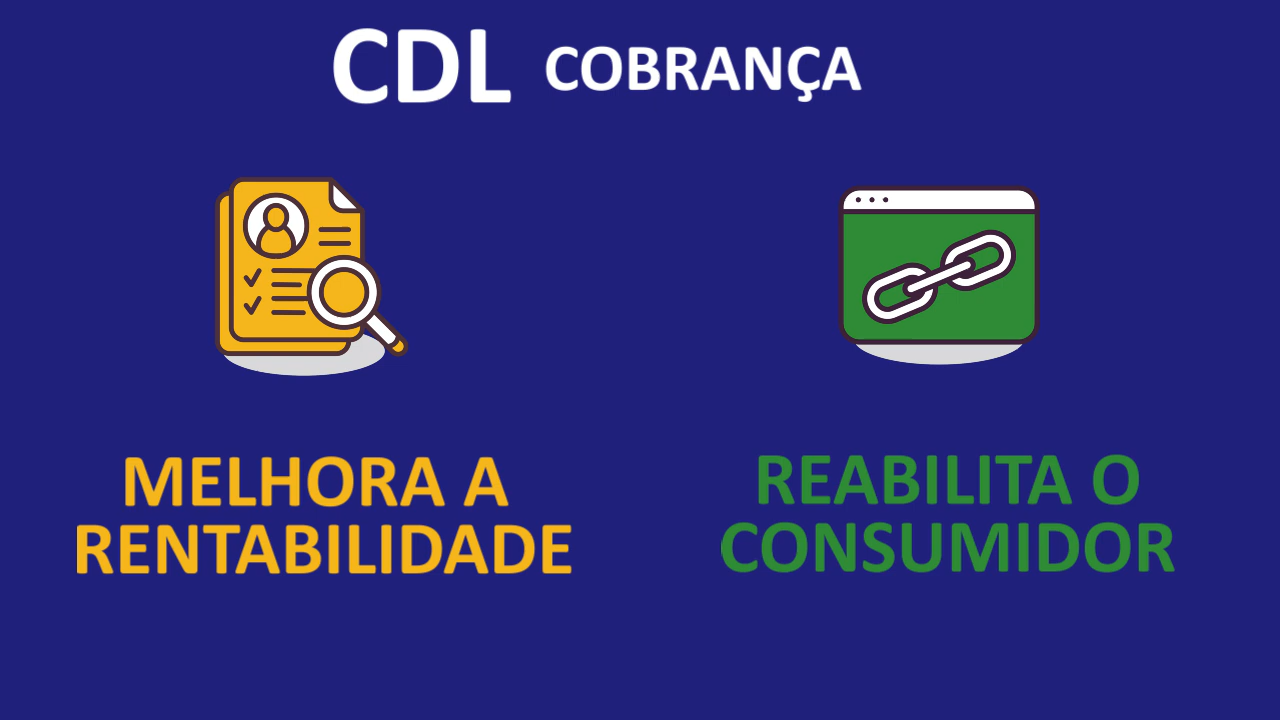 CDL COBRANÇA
MELHORA A
RENTABILIDADE
REABILITA O
CONSUMIDOR